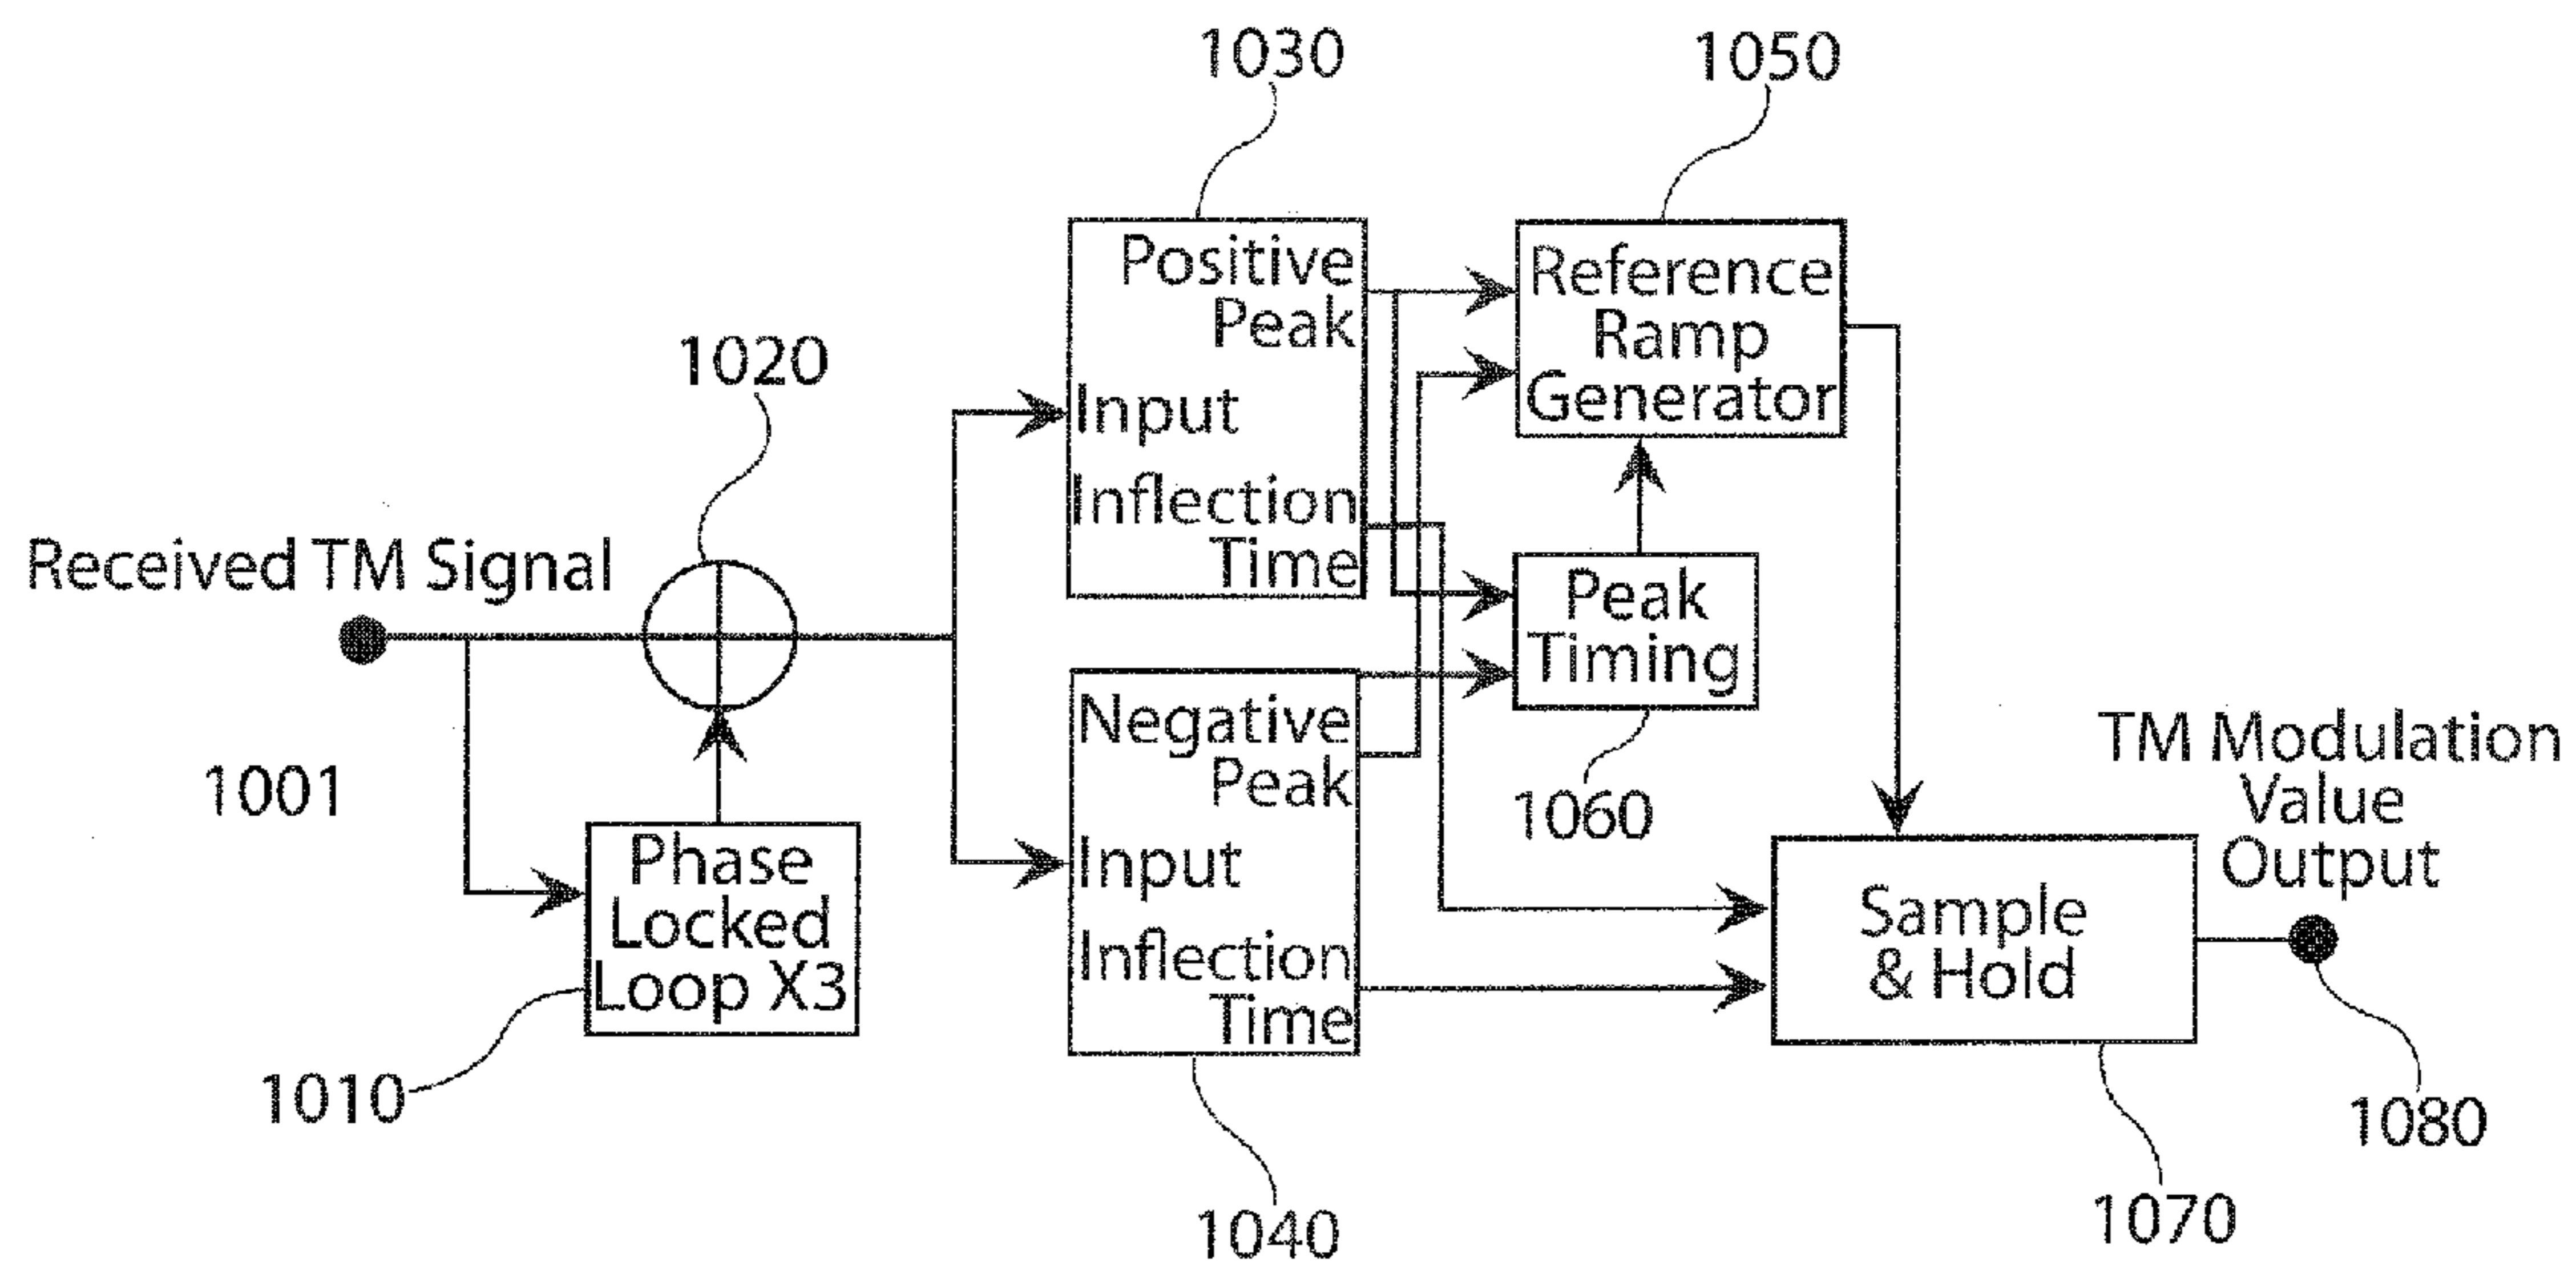 1030
1050
1020
Positive
Peak
Input
Inflection
Time
Reference
Ramp
Generator
Received TM Signal
Peak
Timing
1060
1001
Phase
Locked
Loop X3
1010
Negative
Peak
Input
Inflection
Time
1040
TM Modulation
Value
Output
Sample
& Hold
1080
1070